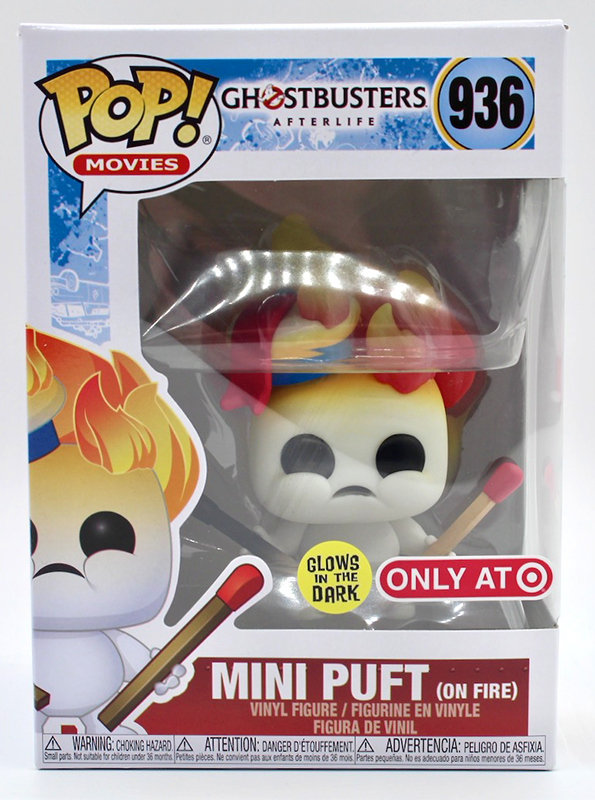 POP!®
MOVIES
GHOSTBUSTERS
AFTERLIFE
936
GLOWS
IN THE
DARK
ONLY AT
MINI PUFT (ON FIRE)
VINYL FIGURE / FIGURINE EN VINYLE
FIGURA DE VINIL
WARNING: CHOKING HAZARD.
Small parts. Not suitable for children under 36 months.
ATTENTION: DANGER D'ÉTOUFFEMENT.
Petites pièces. Ne convient pas aux enfants de moins de 36 mois.
ADVERTENCIA: PELIGRO DE ASFIXIA.
Partes pequeñas. No es adecuado para niños menores de 36 meses.